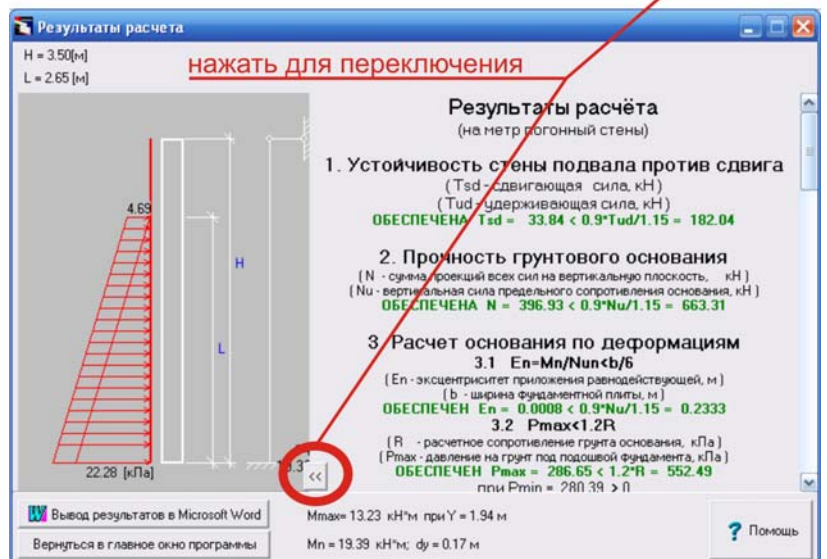 Результаты расчета
H = 3.50[м]
L = 2.65 [м]
нажать для переключения
4.69
H
L
22.28 [кПа]
<<
Результаты расчёта
(на метр погонный стены)
1. Устойчивость стены подвала против сдвига
( Tsd - сдвигающая сила, кН )
( Tud - удерживающая сила, кН )
ОБЕСПЕЧЕНА Tsd = 33.84 < 0.9*Tud/1.15 = 182.04
2. Прочность грунтового основания
( N - сумма проекций всех сил на вертикальную плоскость, кН )
( Nu - вертикальная сила предельного сопротивления основания, кН )
ОБЕСПЕЧЕНА N = 396.93 < 0.9*Nu/1.15 = 663.31
3. Расчет основания по деформациям
3.1 En=Mn/Nun<b/6
( En - эксцентриситет приложения равнодействующей, м )
( b - ширина фундаментной плиты, м )
ОБЕСПЕЧЕН En = 0.0008 < 0.9*Nu/1.15 = 0.2333
3.2 Pmax<1.2R
( R - расчетное сопротивление грунта основания, кПа )
( Pmax - давление на грунт под подошвой фундамента, кПа )
ОБЕСПЕЧЕН Pmax = 286.65 < 1.2*R = 552.49
при Pmin = 280.39 > 0
Вывод результатов в Microsoft Word
Вернуться в главное окно программы
Mmax= 13.23 кН*м при Y = 1.94 м
Mn = 19.39 кН*м; dy = 0.17 м
? Помощь